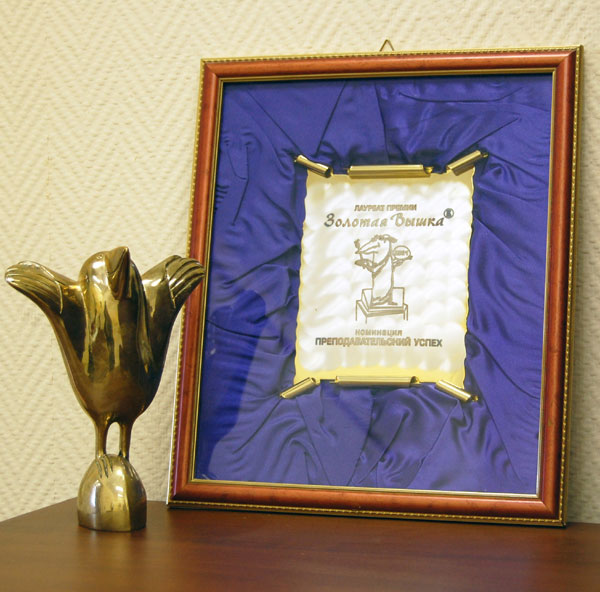 ЛАУРЕАТ ПРЕМИИ
Золотая Вышка
НОМИНАЦИЯ
ПРЕПОДАВАТЕЛЬСКИЙ УСПЕХ